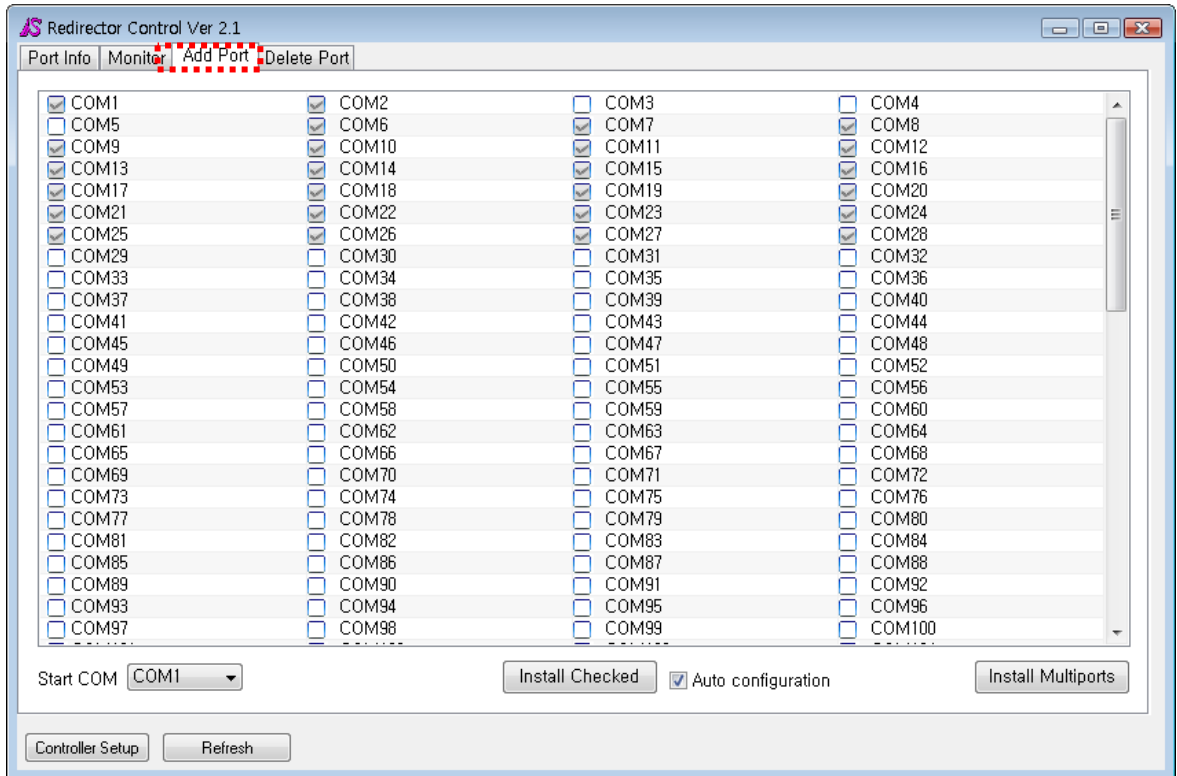 Redirector Control Ver 2.1
Port Info Monitor Add Port Delete Port
COM1 COM2 COM3 COM4
COM5 COM6 COM7 COM8
COM9 COM10 COM11 COM12
COM13 COM14 COM15 COM16
COM17 COM18 COM19 COM20
COM21 COM22 COM23 COM24
COM25 COM26 COM27 COM28
COM29 COM30 COM31 COM32
COM33 COM34 COM35 COM36
COM37 COM38 COM39 COM40
COM41 COM42 COM43 COM44
COM45 COM46 COM47 COM48
COM49 COM50 COM51 COM52
COM53 COM54 COM55 COM56
COM57 COM58 COM59 COM60
COM61 COM62 COM63 COM64
COM65 COM66 COM67 COM68
COM69 COM70 COM71 COM72
COM73 COM74 COM75 COM76
COM77 COM78 COM79 COM80
COM81 COM82 COM83 COM84
COM85 COM86 COM87 COM88
COM89 COM90 COM91 COM92
COM93 COM94 COM95 COM96
COM97 COM98 COM99 COM100
Start COM COM1 Install Checked Auto configuration Install Multiports
Controller Setup Refresh